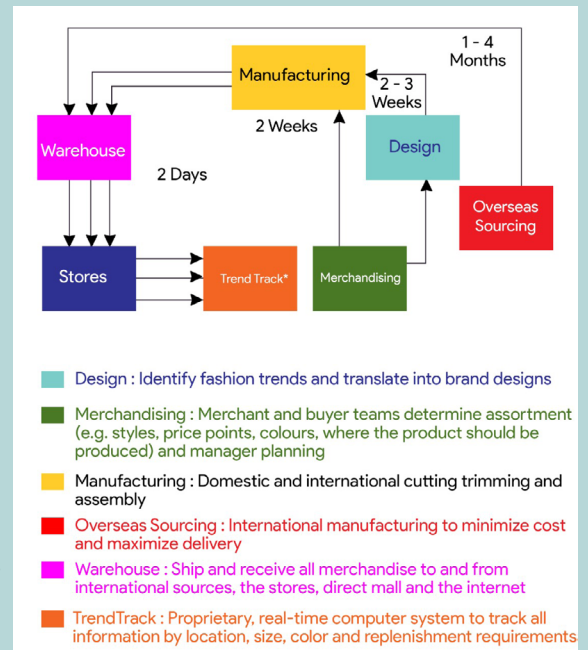 1 - 4
Months
Manufacturing
2 - 3
Weeks
2 Weeks
Design
Warehouse
2 Days
Overseas
Sourcing
Stores
Trend Track*
Merchandising
Design : Identify fashion trends and translate into brand designs
Merchandising : Merchant and buyer teams determine assortment
(e.g. styles, price points, colours, where the product should be
produced) and manager planning
Manufacturing : Domestic and international cutting trimming and
assembly
Overseas Sourcing : International manufacturing to minimize cost
and maximize delivery
Warehouse : Ship and receive all merchandise to and from
international sources, the stores, direct mall and the internet
TrendTrack : Proprietary, real-time computer system to track all
information by location, size, color and replenishment requirements